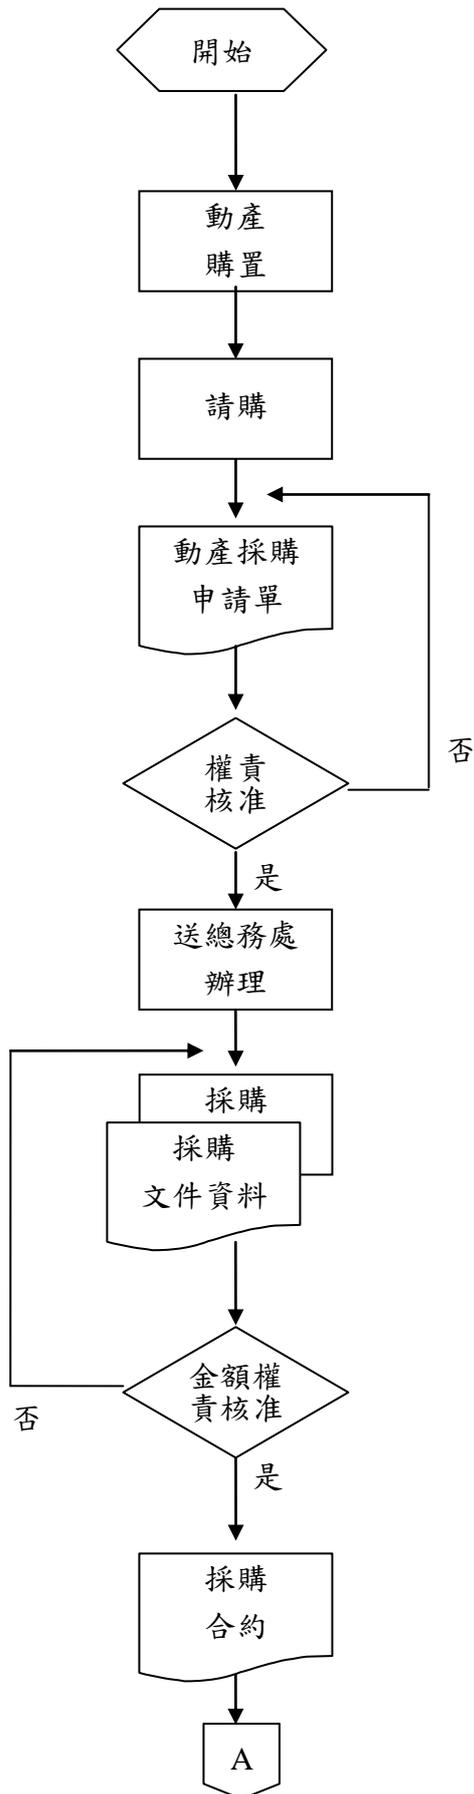 開始
動產
購置
請購
動產採購
申請單
否
權責
核准
是
送總務處
辦理
採購
採購
文件資料
金額權
責核准
否
是
採購
合約
A